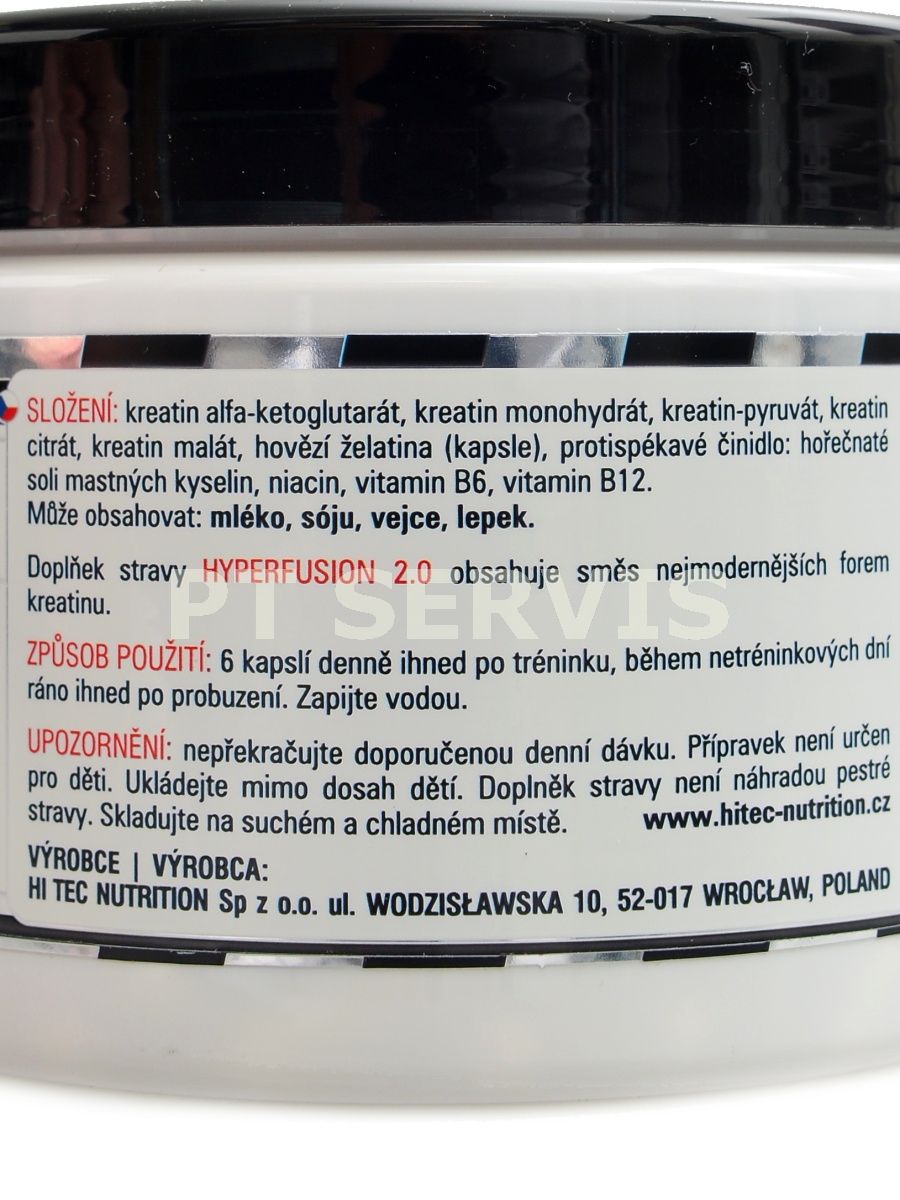 SLOŽENÍ: kreatin alfa-ketoglutarát, kreatin monohydrát, kreatin-pyruvát, kreatin
citrát, kreatin malát, hovězí želatina (kapsle), protispékavé činidlo: hořečnaté
soli mastných kyselin, niacin, vitamin B6, vitamin B12.
Může obsahovat: mléko, sóju, vejce, lepek.
Doplňek stravy HYPERFUSION 2.0 obsahuje směs nejmodernějších forem
kreatinu.
PT SERVIS
ZPŮSOB POUŽITÍ: 6 kapslí denně ihned po tréninku, během netréninkových dní
ráno ihned po probuzení. Zapijte vodou.
UPOZORNĚNÍ: nepřekračujte doporučenou denní dávku. Přípravek není určen
pro děti. Ukládejte mimo dosah dětí. Doplněk stravy není náhradou pestré
stravy. Skladujte na suchém a chladném místě. www.hitec-nutrition.cz
VÝROBCE | VÝROBCA:
HI TEC NUTRITION Sp z o.o. ul. WODZISŁAWSKA 10, 52-017 WROCŁAW, POLAND